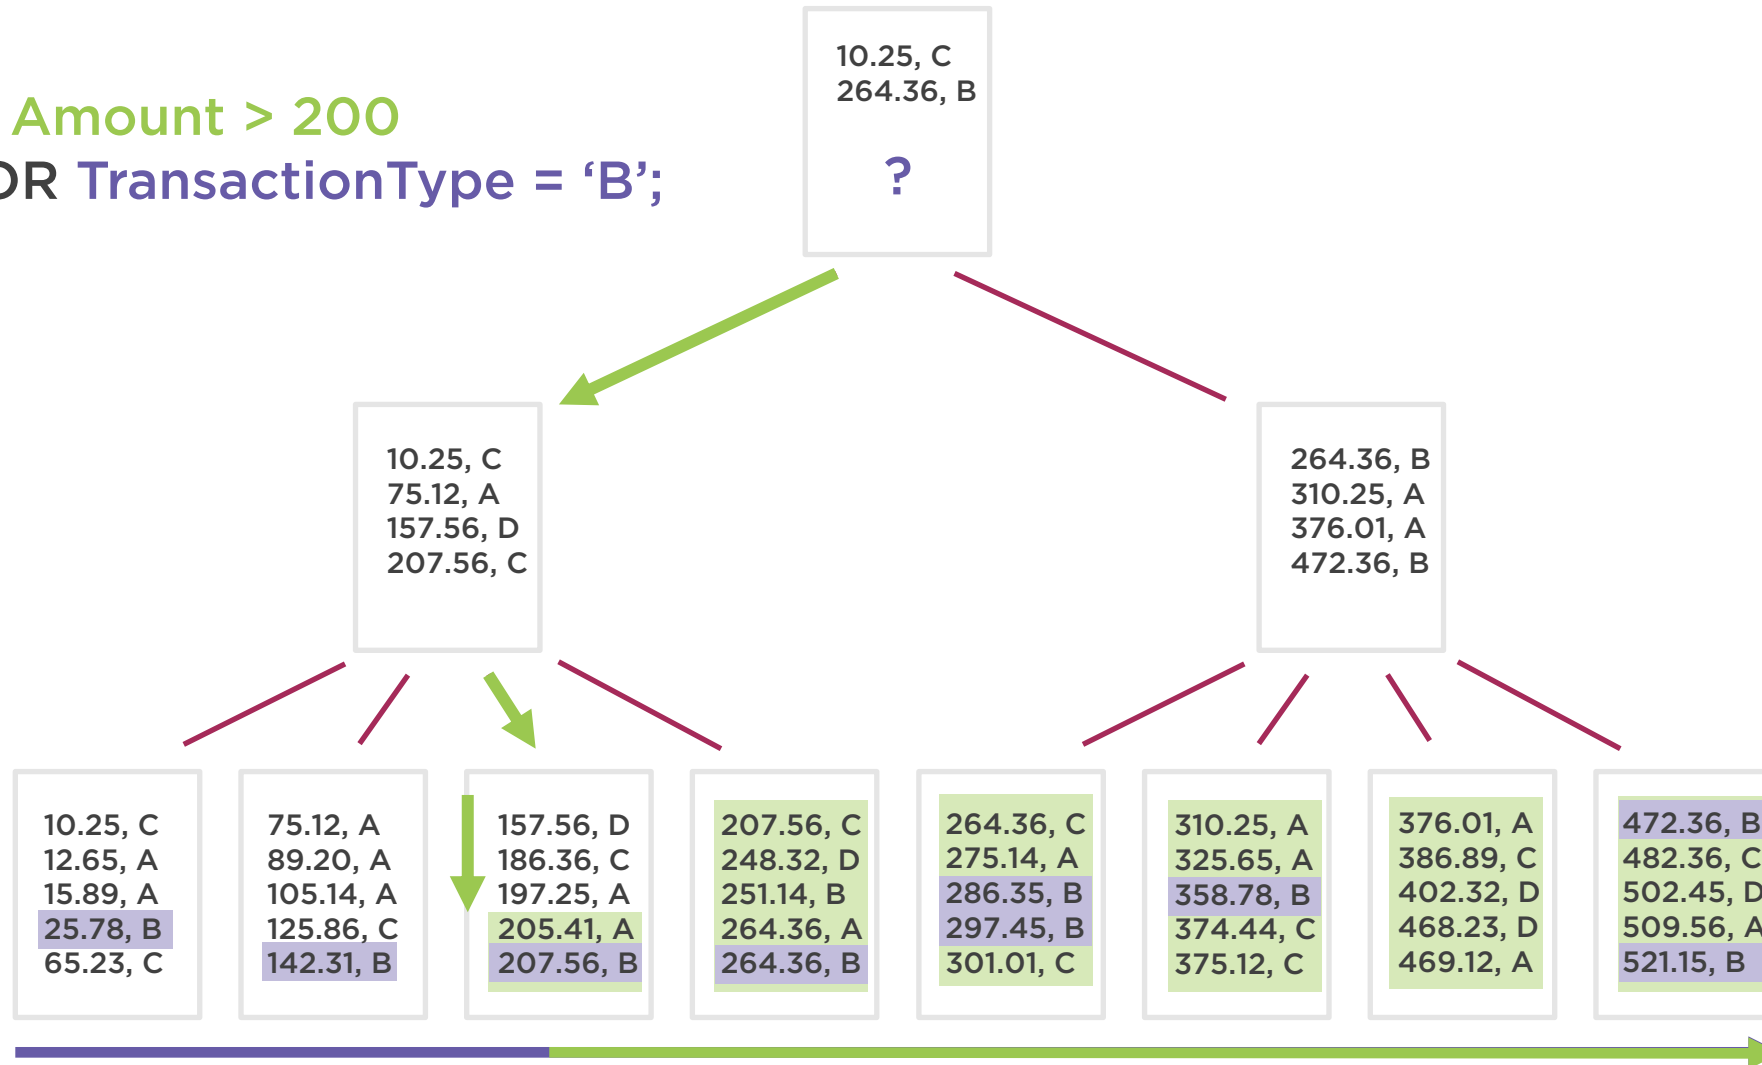 10.25, C
264.36, B
?
Amount > 200
OR TransactionType = ‘B’;
10.25, C
75.12, A
157.56, D
207.56, C
264.36, B
310.25, A
376.01, A
472.36, B
10.25, C
12.65, A
15.89, A
25.78, B
65.23, C
75.12, A
89.20, A
105.14, A
125.86, C
142.31, B
157.56, D
186.36, C
197.25, A
205.41, A
207.56, B
207.56, C
248.32, D
251.14, B
264.36, A
264.36, B
264.36, C
275.14, A
286.35, B
297.45, B
301.01, C
310.25, A
325.65, A
358.78, B
374.44, C
375.12, C
376.01, A
386.89, C
402.32, D
468.23, D
469.12, A
472.36, B
482.36, C
502.45, D
509.56, A
521.15, B